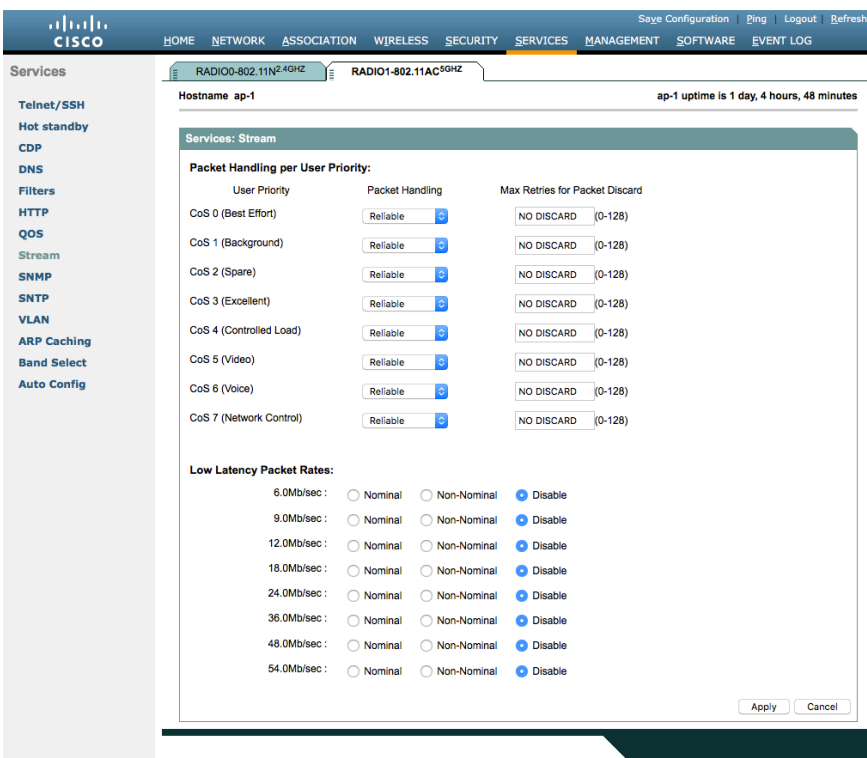 Save Configuration | Ping | Logout | Refresh
CISCO
HOME NETWORK ASSOCIATION WIRELESS SECURITY SERVICES MANAGEMENT SOFTWARE EVENT LOG
Services
Telnet/SSH
Hot standby
CDP
DNS
Filters
HTTP
QOS
Stream
SNMP
SNTP
VLAN
ARP Caching
Band Select
Auto Config
RADIO0-802.11N2.4GHZ RADIO1-802.11AC5GHZ
Hostname ap-1 ap-1 uptime is 1 day, 4 hours, 48 minutes
Services: Stream
Packet Handling per User Priority:
User Priority Packet Handling Max Retries for Packet Discard
CoS 0 (Best Effort) Reliable NO DISCARD (0-128)
CoS 1 (Background) Reliable NO DISCARD (0-128)
CoS 2 (Spare) Reliable NO DISCARD (0-128)
CoS 3 (Excellent) Reliable NO DISCARD (0-128)
CoS 4 (Controlled Load) Reliable NO DISCARD (0-128)
CoS 5 (Video) Reliable NO DISCARD (0-128)
CoS 6 (Voice) Reliable NO DISCARD (0-128)
CoS 7 (Network Control) Reliable NO DISCARD (0-128)
Low Latency Packet Rates:
6.0Mb/sec : Nominal Non-Nominal Disable
9.0Mb/sec : Nominal Non-Nominal Disable
12.0Mb/sec : Nominal Non-Nominal Disable
18.0Mb/sec : Nominal Non-Nominal Disable
24.0Mb/sec : Nominal Non-Nominal Disable
36.0Mb/sec : Nominal Non-Nominal Disable
48.0Mb/sec : Nominal Non-Nominal Disable
54.0Mb/sec : Nominal Non-Nominal Disable
Apply Cancel